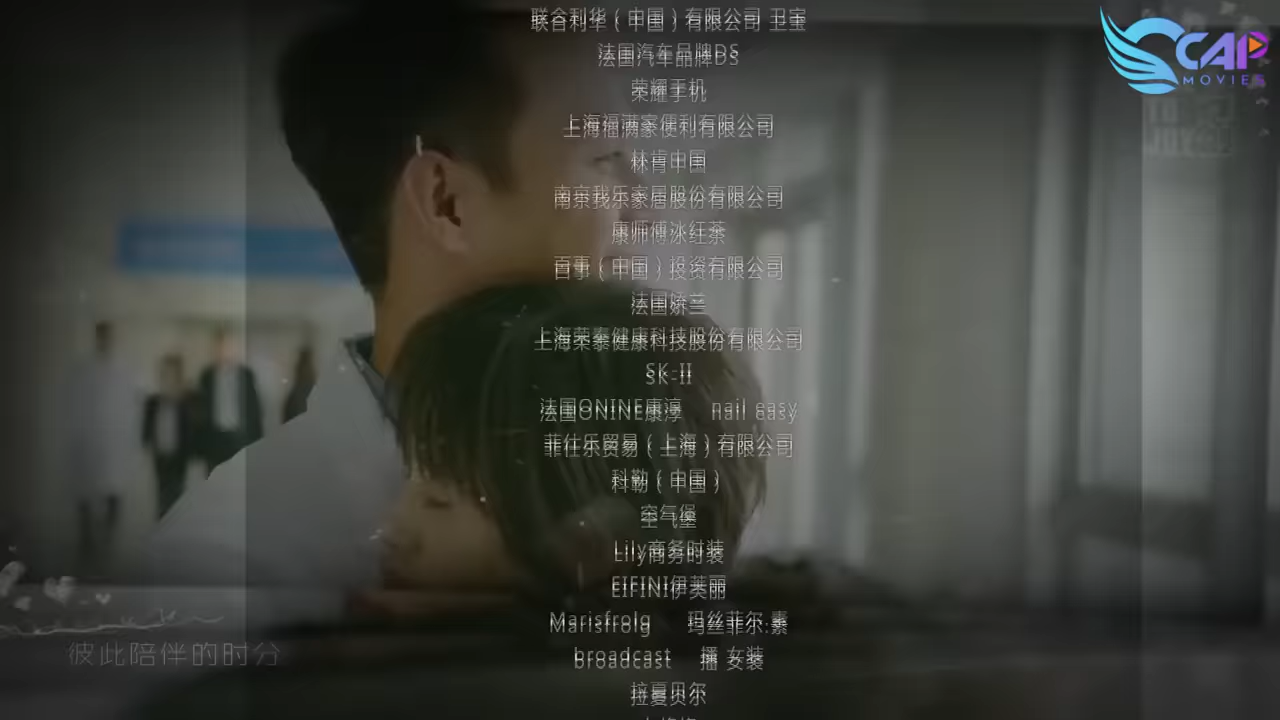 联合利华（中国）有限公司 卫宝
CAP
MOVIES
法国汽车品牌DS
荣耀手机
上海福满家便利有限公司
林肯中国
南京我乐家居股份有限公司
康师傅冰红茶
百事（中国）投资有限公司
法国娇兰
上海荣泰健康科技股份有限公司
SK-II
法国ONINE康淳 nail easy
菲仕乐贸易（上海）有限公司
科勒（中国）
空气堡
Lily商务时装
EIFINI伊芙丽
Marisfrolg 玛丝菲尔.素
broadcast 播 女装
彼此陪伴的时分
拉夏贝尔